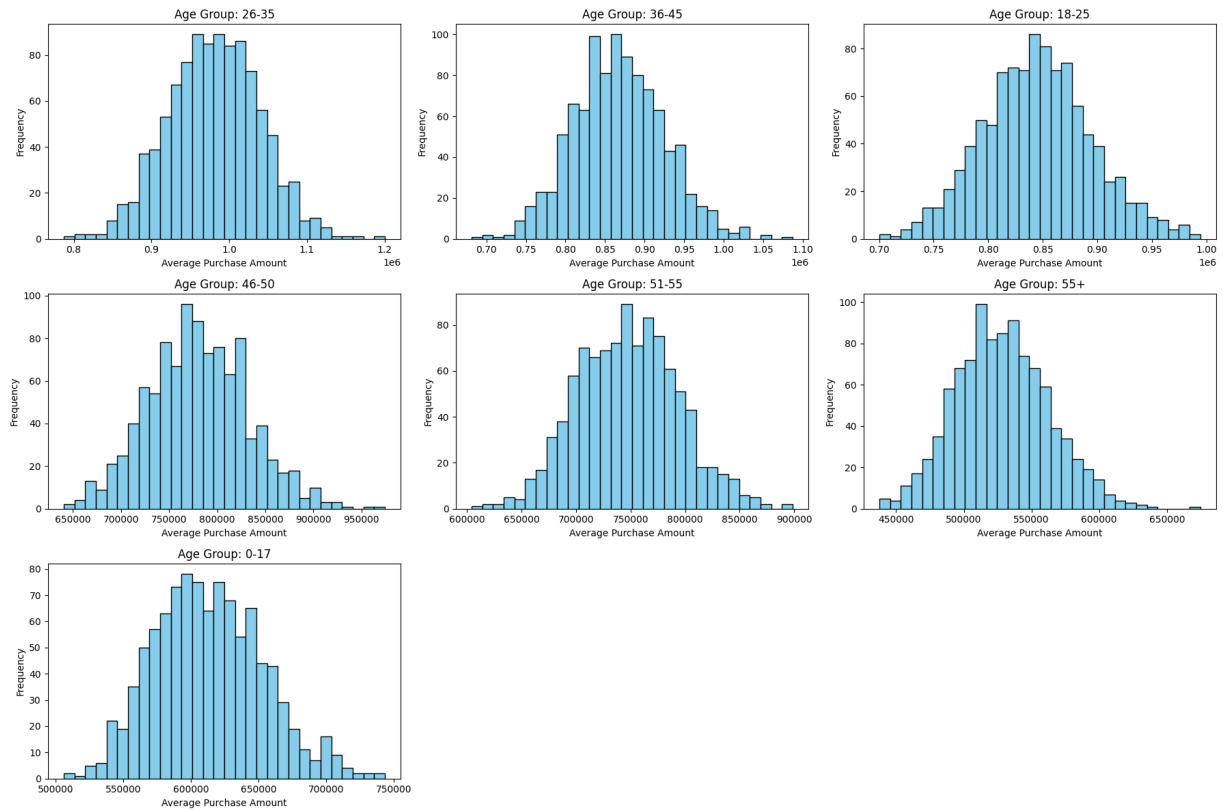 Age Group: 26-35
Frequency
80
60
40
20
0
0.8 0.9 1.0 1.1 1.2
1e6
Average Purchase Amount
Age Group: 36-45
Frequency
100
80
60
40
20
0
0.70 0.75 0.80 0.85 0.90 0.95 1.00 1.05 1.10
1e6
Average Purchase Amount
Age Group: 18-25
Frequency
80
60
40
20
0
0.70 0.75 0.80 0.85 0.90 0.95 1.00
1e6
Average Purchase Amount
Age Group: 46-50
Frequency
100
80
60
40
20
0
650000 700000 750000 800000 850000 900000 950000
Average Purchase Amount
Age Group: 51-55
Frequency
80
60
40
20
0
600000 650000 700000 750000 800000 850000 900000
Average Purchase Amount
Age Group: 55+
Frequency
100
80
60
40
20
0
450000 500000 550000 600000 650000
Average Purchase Amount
Age Group: 0-17
Frequency
80
70
60
50
40
30
20
10
0
500000 550000 600000 650000 700000 750000
Average Purchase Amount